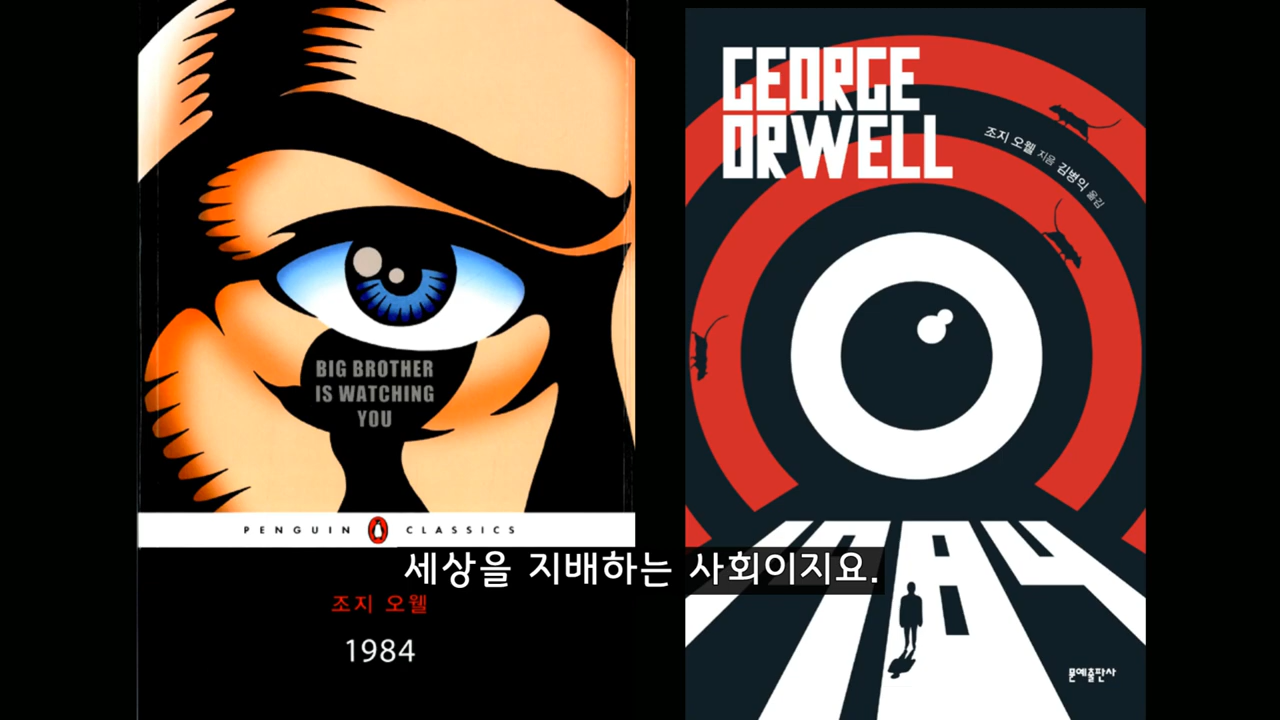 BIG BROTHER
IS WATCHING
YOU
PENGUIN CLASSICS
조지 오웰
1984
GEORGE
ORWELL
조지 오웰 지음 김병익 옮김
1984
문예출판사
세상을 지배하는 사회이지요.